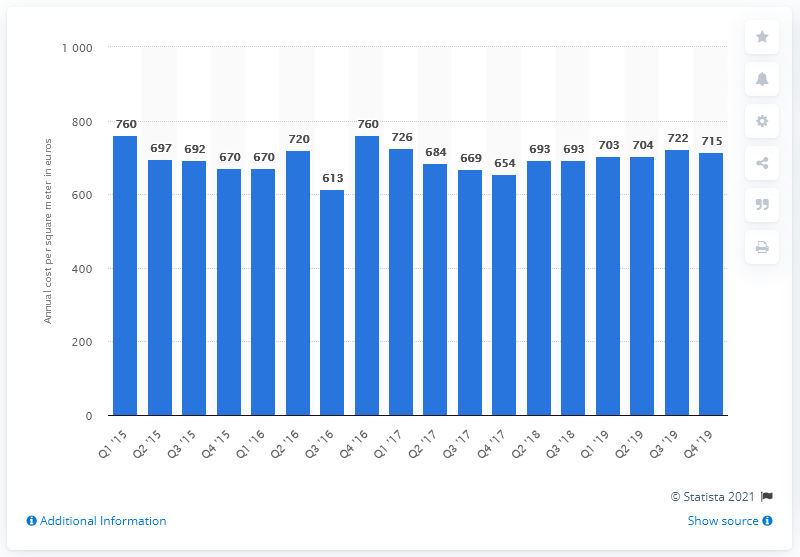 1 000
800
600
400
200
0
Annual cost per square meter in euros
760
697
692
670
670
720
613
760
726
684
669
654
693
693
703
704
722
715
Q1 '15
Q2 '15
Q3 '15
Q4 '15
Q1 '16
Q2 '16
Q3 '16
Q4 '16
Q1 '17
Q2 '17
Q3 '17
Q4 '17
Q2 '18
Q3 '18
Q1 '19
Q2 '19
Q3 '19
Q4 '19
© Statista 2021
Additional Information
Show source